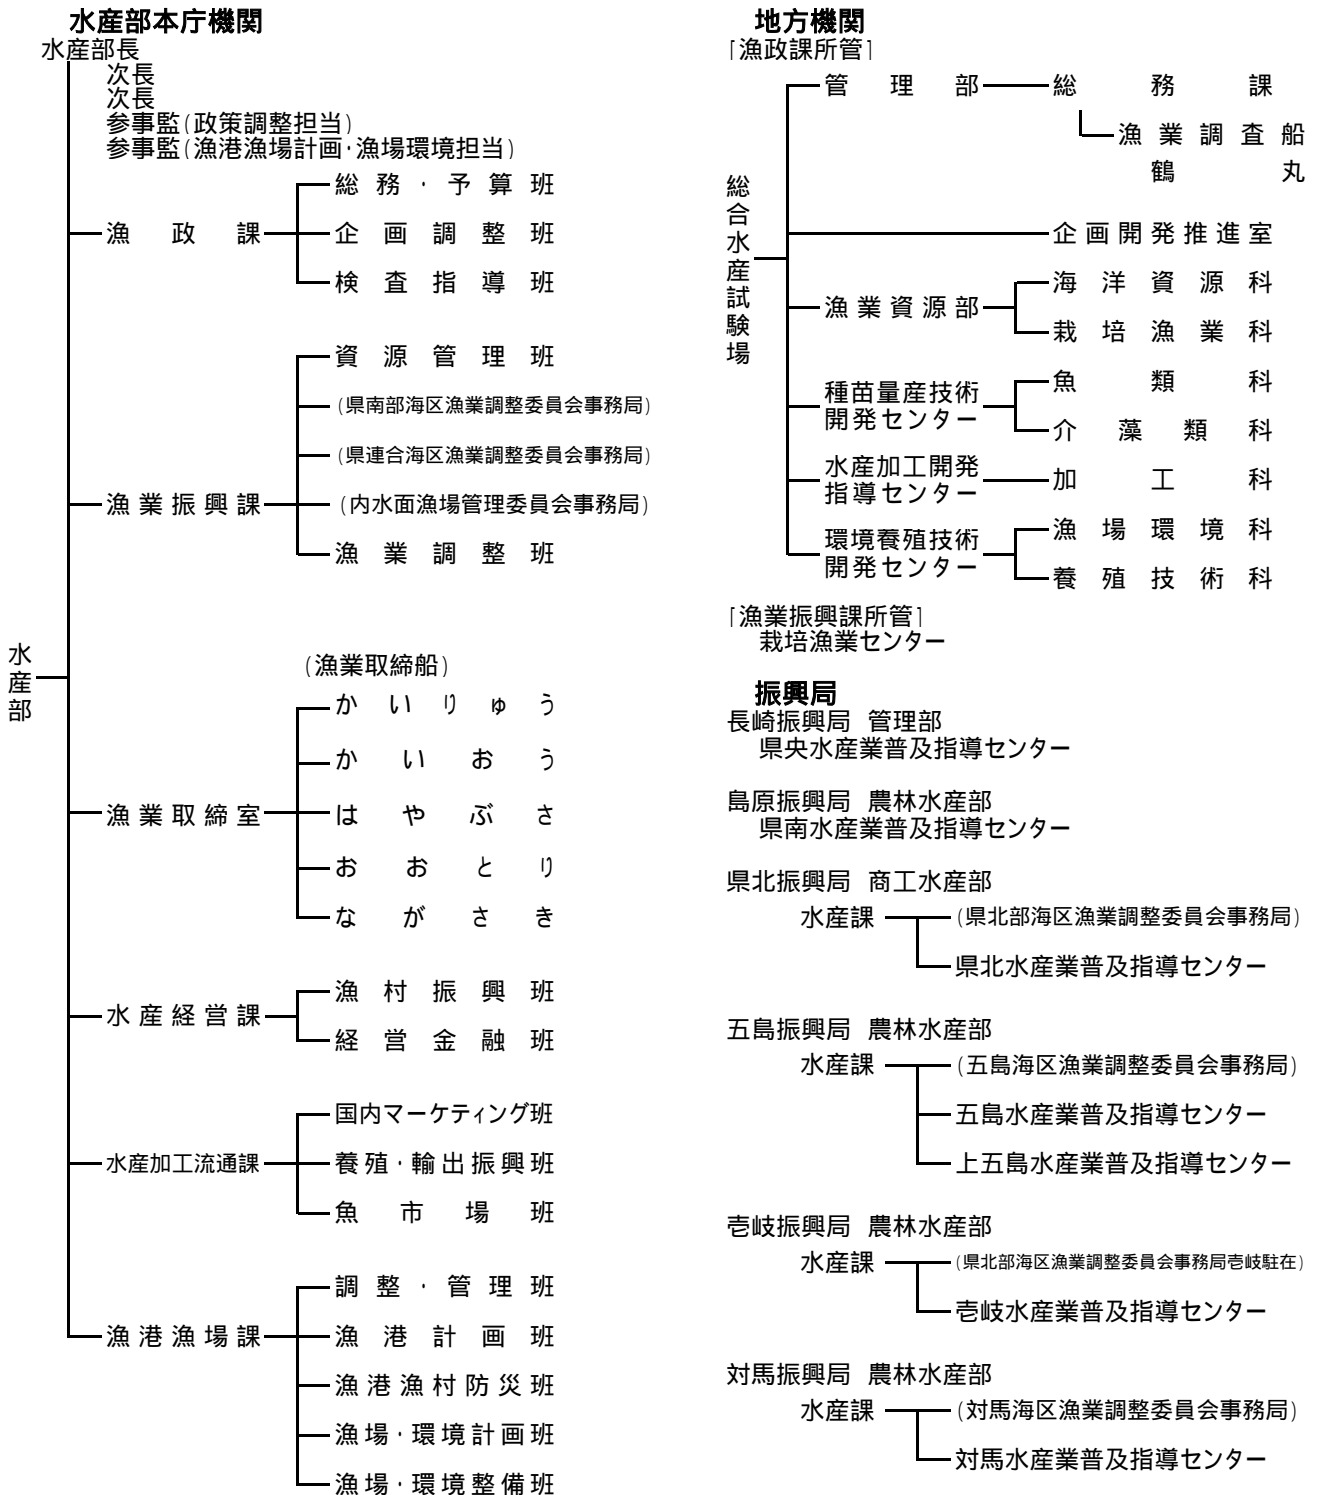 水産部本庁機関
水産部長
次長
次長
参事監(政策調整担当)
参事監(漁港漁場計画・漁場環境担当)
水産部
漁政課
総務・予算班
企画調整班
検査指導班
漁業振興課
資源管理班
(県南部海区漁業調整委員会事務局)
(県連合海区漁業調整委員会事務局)
(内水面漁場管理委員会事務局)
漁業調整班
漁業取締室
(漁業取締船)
かいりゅう
かいおう
はやぶさ
おおとり
ながさき
水産経営課
漁村振興班
経営金融班
水産加工流通課
国内マーケティング班
養殖・輸出振興班
魚市場班
漁港漁場課
調整・管理班
漁港計画班
漁港漁村防災班
漁場・環境計画班
漁場・環境整備班
地方機関
[漁政課所管]
総合水産試験場
管理部
総務課
漁業調査船
鶴丸
企画開発推進室
漁業資源部
海洋資源科
栽培漁業科
種苗量産技術
開発センター
魚類科
介藻類科
水産加工開発
指導センター
加工科
環境養殖技術
開発センター
漁場環境科
養殖技術科
[漁業振興課所管]
栽培漁業センター
振興局
長崎振興局 管理部
県央水産業普及指導センター
島原振興局 農林水産部
県南水産業普及指導センター
県北振興局 商工水産部
水産課
(県北部海区漁業調整委員会事務局)
県北水産業普及指導センター
五島振興局 農林水産部
水産課
(五島海区漁業調整委員会事務局)
五島水産業普及指導センター
上五島水産業普及指導センター
壱岐振興局 農林水産部
水産課
(県北部海区漁業調整委員会事務局壱岐駐在)
壱岐水産業普及指導センター
対馬振興局 農林水産部
水産課
(対馬海区漁業調整委員会事務局)
対馬水産業普及指導センター